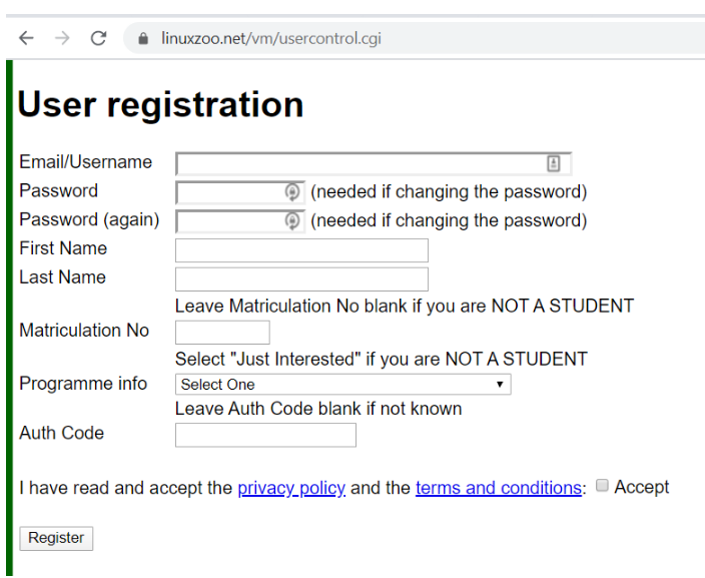 linuxzoo.net/vm/usercontrol.cgi
User registration
Email/Username
Password (needed if changing the password)
Password (again) (needed if changing the password)
First Name
Last Name
Leave Matriculation No blank if you are NOT A STUDENT
Matriculation No
Select "Just Interested" if you are NOT A STUDENT
Programme info Select One
Leave Auth Code blank if not known
Auth Code
I have read and accept the privacy policy and the terms and conditions: Accept
Register